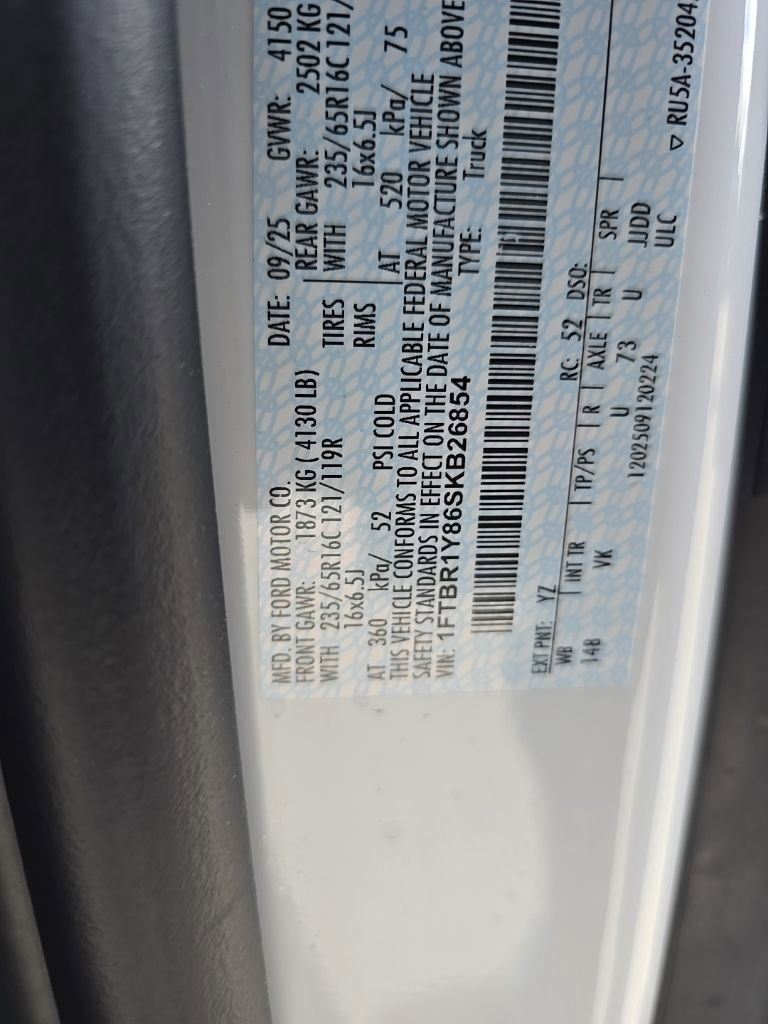 MFD. BY FORD MOTOR CO. DATE: 09/25 GVWR: 4150
FRONT GAWR: 1873 KG ( 4130 LB) REAR GAWR: 2502 KG
WITH 235/65R16C 121/119R TIRES WITH 235/65R16C 121/
16x6.5J RIMS 16x6.5J
AT 360 kPa/ 52 PSI COLD AT 520 kPa/ 75
THIS VEHICLE CONFORMS TO ALL APPLICABLE FEDERAL MOTOR VEHICLE
SAFETY STANDARDS IN EFFECT ON THE DATE OF MANUFACTURE SHOWN ABOVE
VIN: 1FTBR1Y86SKB26854 TYPE: Truck
EXT PNT: YZ RC: 52 DSO:
WB INT TR TP/PS R AXLE TR SPR
148 VK U 73 U JJDD
1202509120224 ULC
▽ RU5A-35204